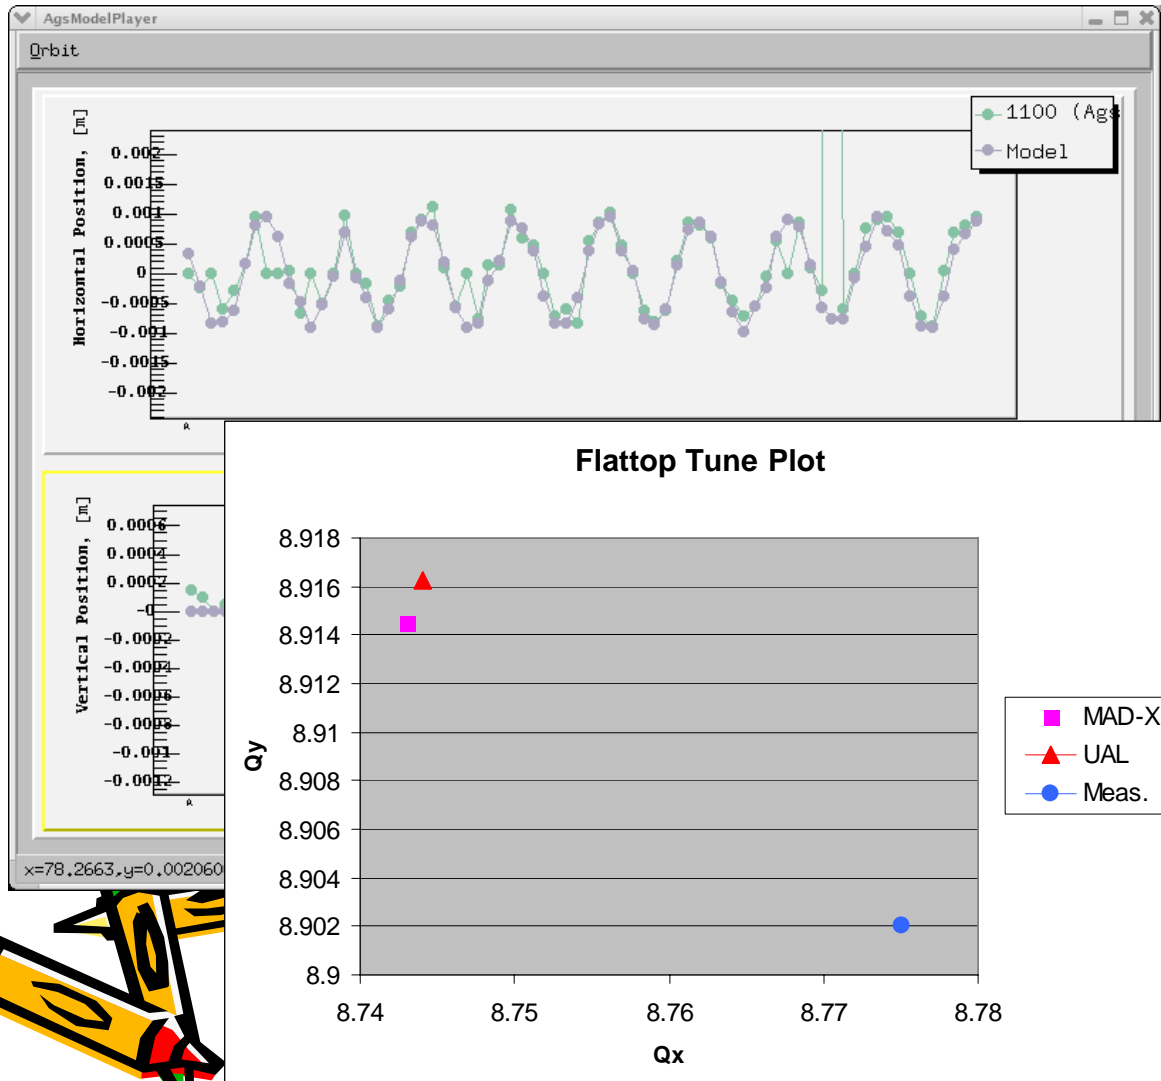 AgsModelPlayer
Orbit
Horizontal Position, [m]
0.002
0.0015
0.001
0.0005
0
-0.0005
-0.001
-0.0015
-0.002
A
1100 (Ags
Model
Vertical Position, [m]
0.0006
0.0004
0.0002
-0
-0.0002
-0.0004
-0.0006
-0.0008
-0.001
-0.0012
A
x=78.2663,y=0.002060
Flattop Tune Plot
Qy
8.918
8.916
8.914
8.912
8.91
8.908
8.906
8.904
8.902
8.9
8.74 8.75 8.76 8.77 8.78
Qx
MAD-X
UAL
Meas.